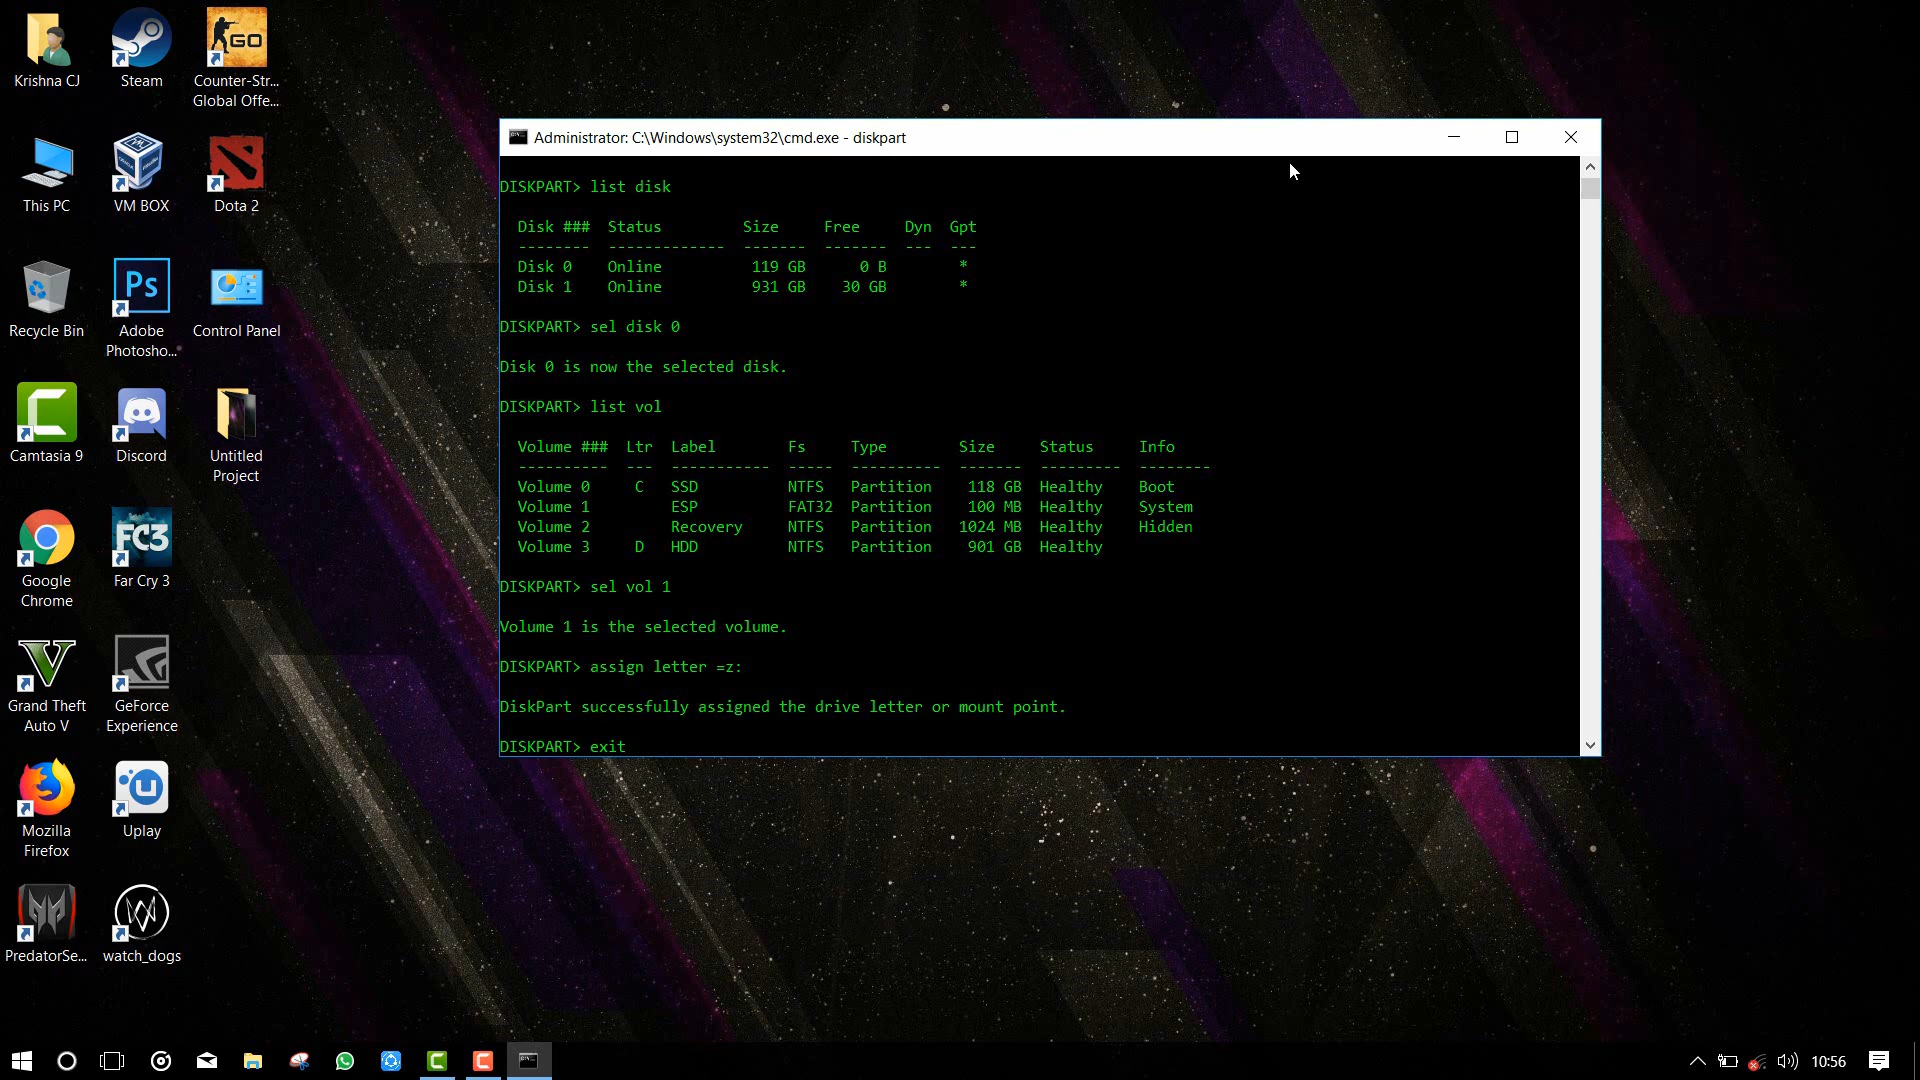 Krishna CJ
Steam
GO
Counter-Str...
Global Offe...
This PC
VM BOX
Dota 2
Recycle Bin
Ps
Adobe
Photosho...
Control Panel
Camtasia 9
Discord
Untitled
Project
Google
Chrome
FC3
Far Cry 3
Grand Theft
Auto V
GeForce
Experience
Mozilla
Firefox
Uplay
PredatorSe...
watch_dogs
Administrator: C:\Windows\system32\cmd.exe - diskpart
DISKPART> list disk
Disk ### Status Size Free Dyn Gpt
-------- ------------- ------- ------- --- ---
Disk 0 Online 119 GB 0 B *
Disk 1 Online 931 GB 30 GB *
DISKPART> sel disk 0
Disk 0 is now the selected disk.
DISKPART> list vol
Volume ### Ltr Label Fs Type Size Status Info
---------- --- ----------- ----- ---------- ------- --------- --------
Volume 0 C SSD NTFS Partition 118 GB Healthy Boot
Volume 1 ESP FAT32 Partition 100 MB Healthy System
Volume 2 Recovery NTFS Partition 1024 MB Healthy Hidden
Volume 3 D HDD NTFS Partition 901 GB Healthy
DISKPART> sel vol 1
Volume 1 is the selected volume.
DISKPART> assign letter =z:
DiskPart successfully assigned the drive letter or mount point.
DISKPART> exit
10:56